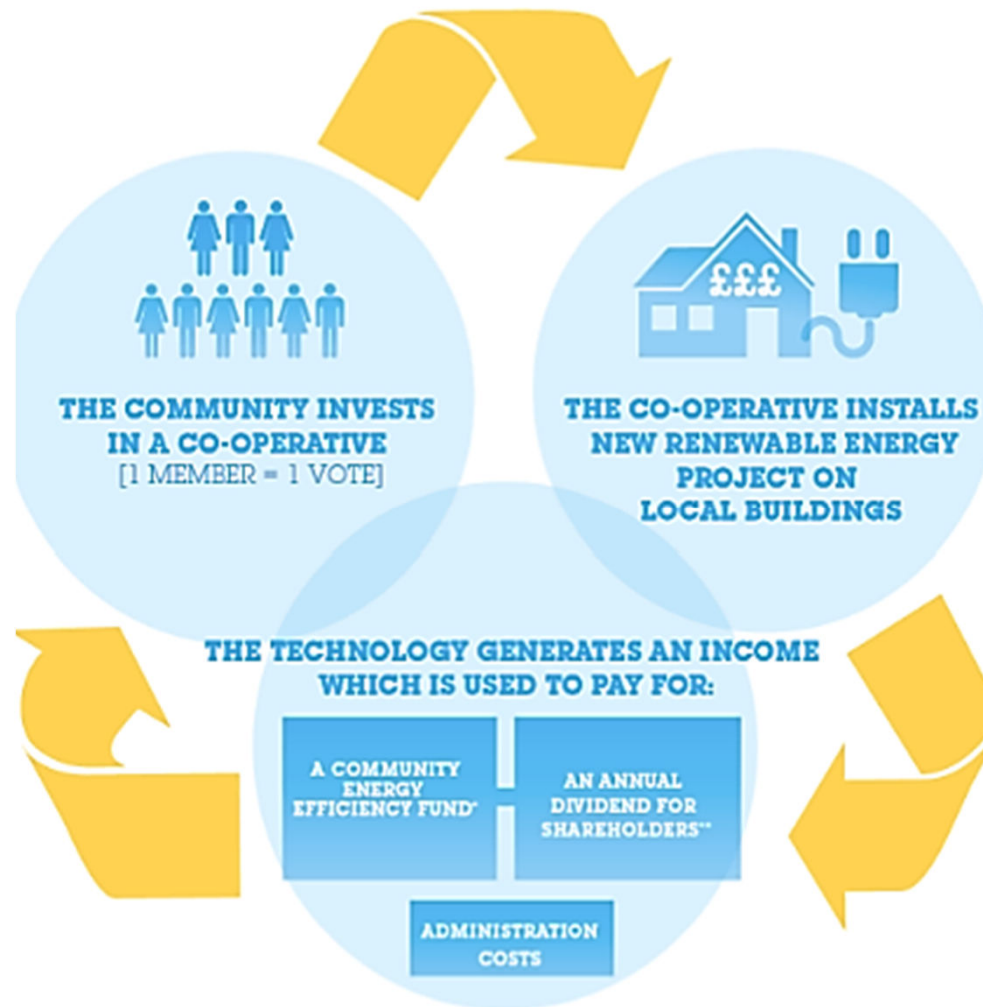 THE COMMUNITY INVESTS
IN A CO-OPERATIVE
[1 MEMBER = 1 VOTE]
£££
THE CO-OPERATIVE INSTALLS
NEW RENEWABLE ENERGY
PROJECT ON
LOCAL BUILDINGS
THE TECHNOLOGY GENERATES AN INCOME
WHICH IS USED TO PAY FOR:
A COMMUNITY
ENERGY
EFFICIENCY FUND*
AN ANNUAL
DIVIDEND FOR
SHAREHOLDERS**
ADMINISTRATION
COSTS